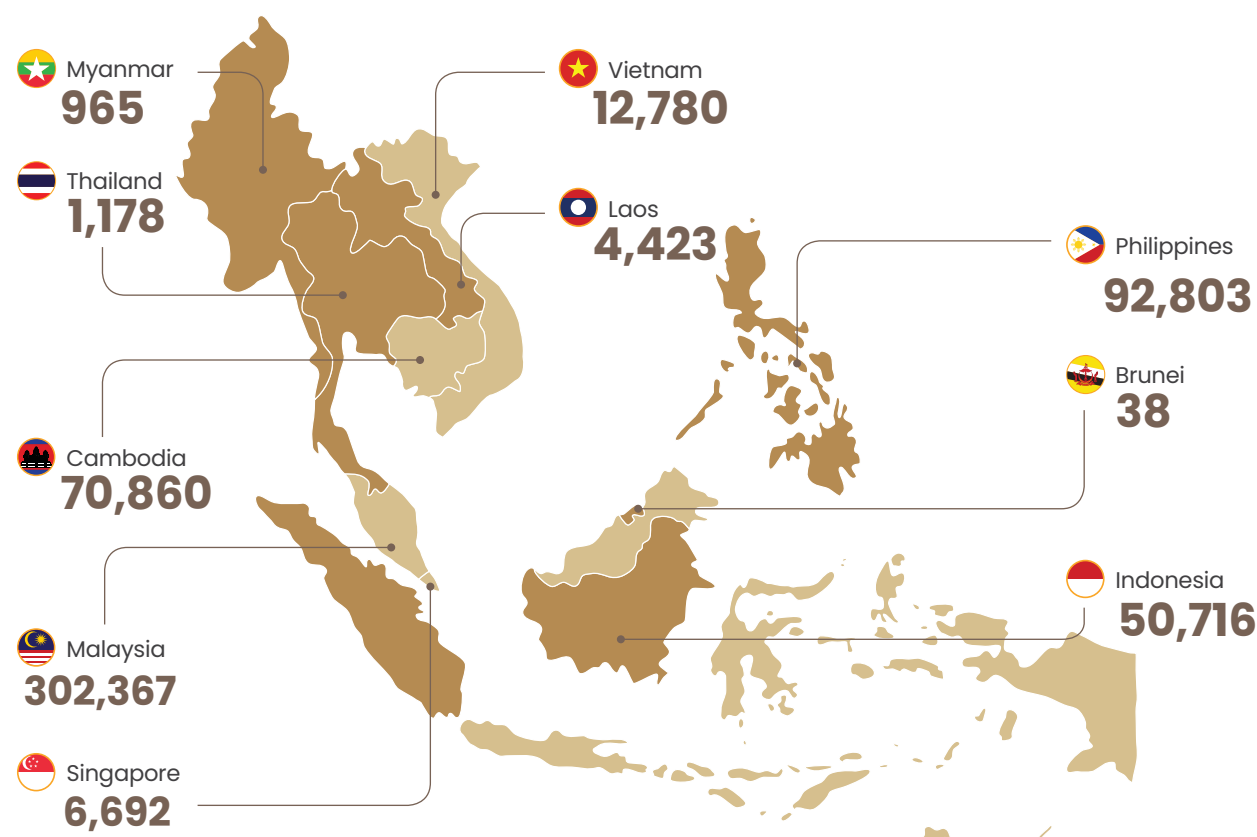 Myanmar
965
Thailand
1,178
Cambodia
70,860
Malaysia
302,367
Singapore
6,692
Vietnam
12,780
Laos
4,423
Philippines
92,803
Brunei
38
Indonesia
50,716